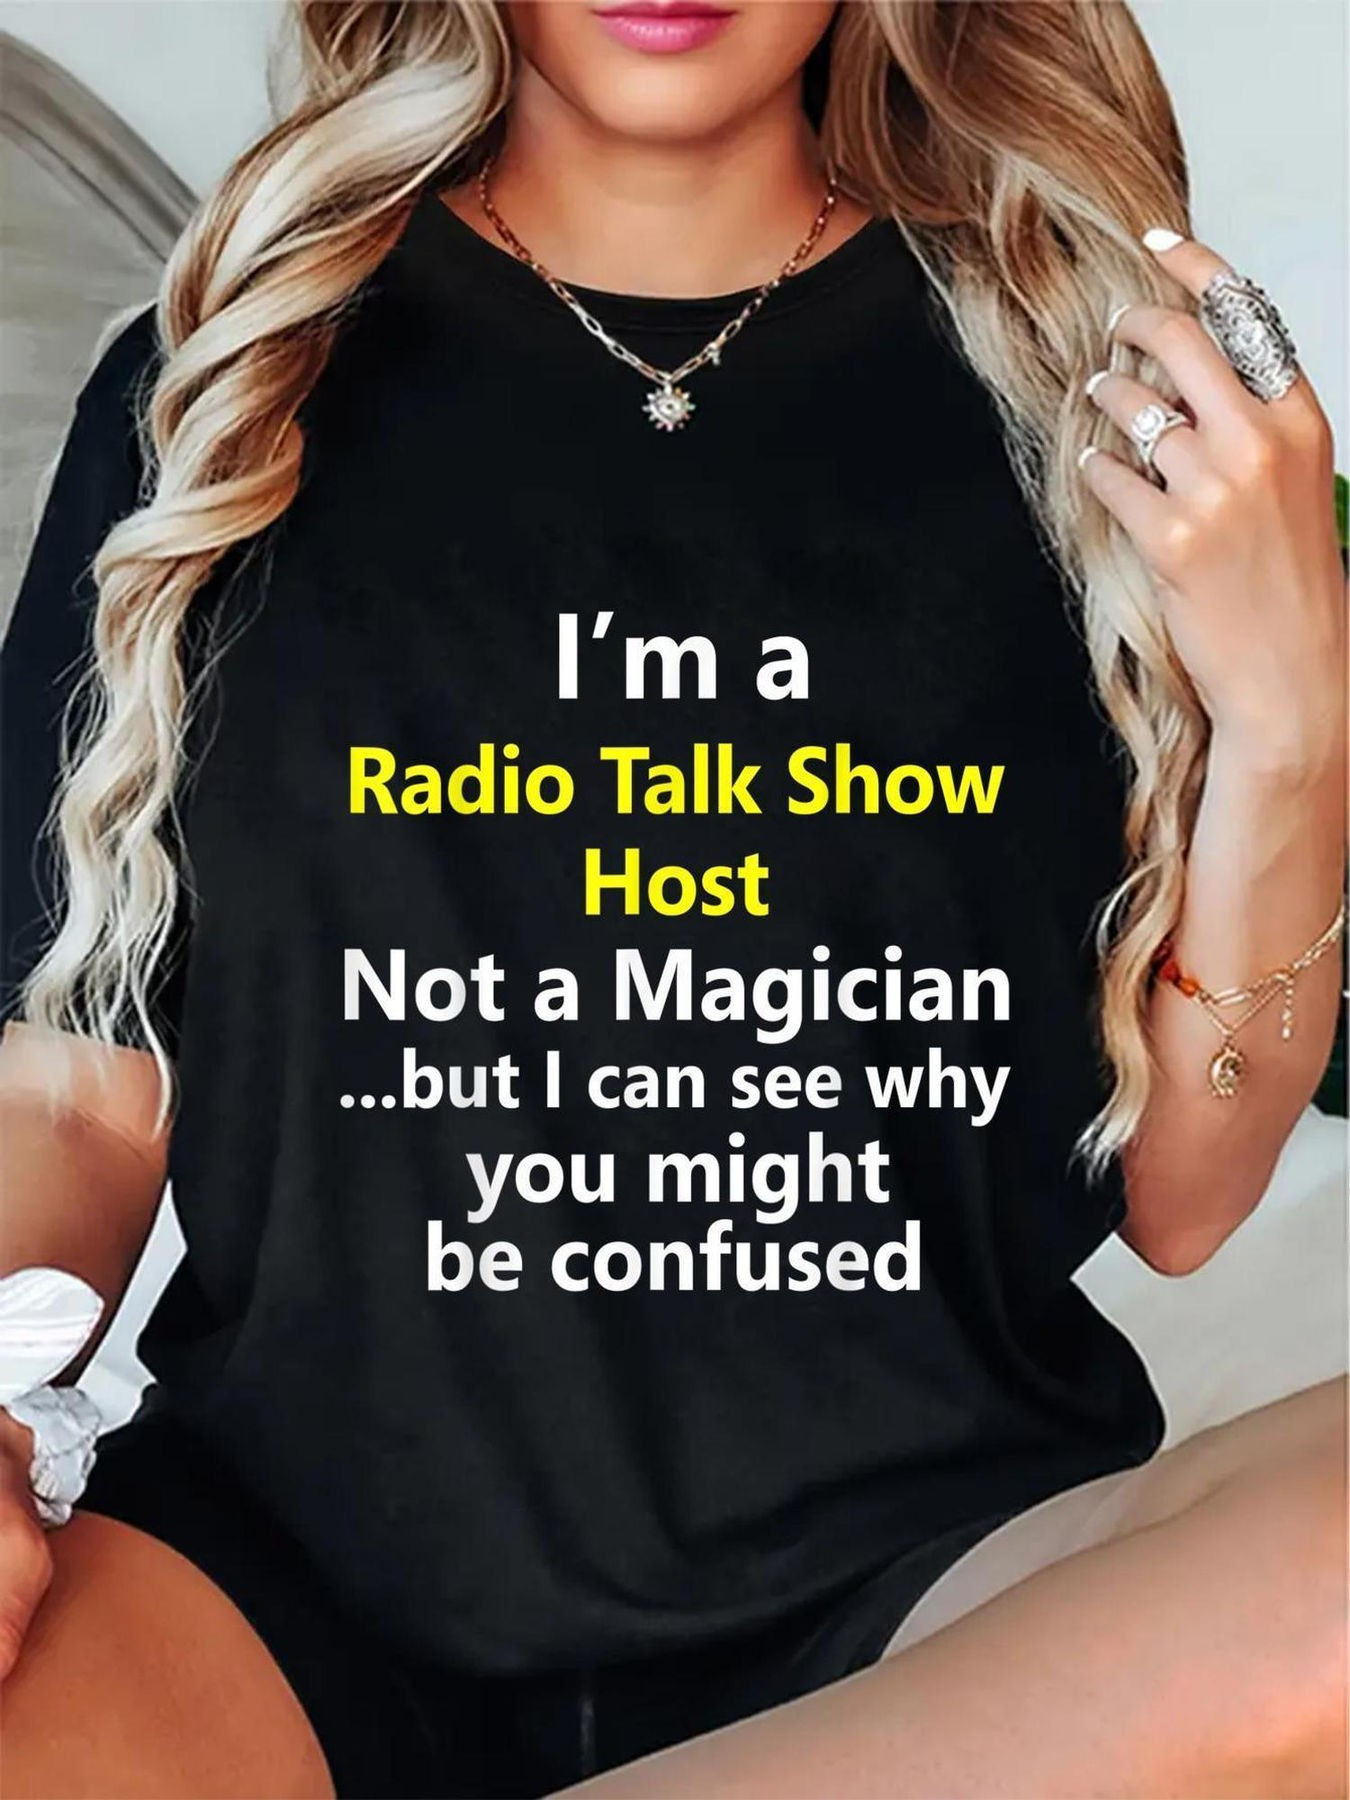 I’m a
Radio Talk Show
Host
Not a Magician
...but I can see why
you might
be confused